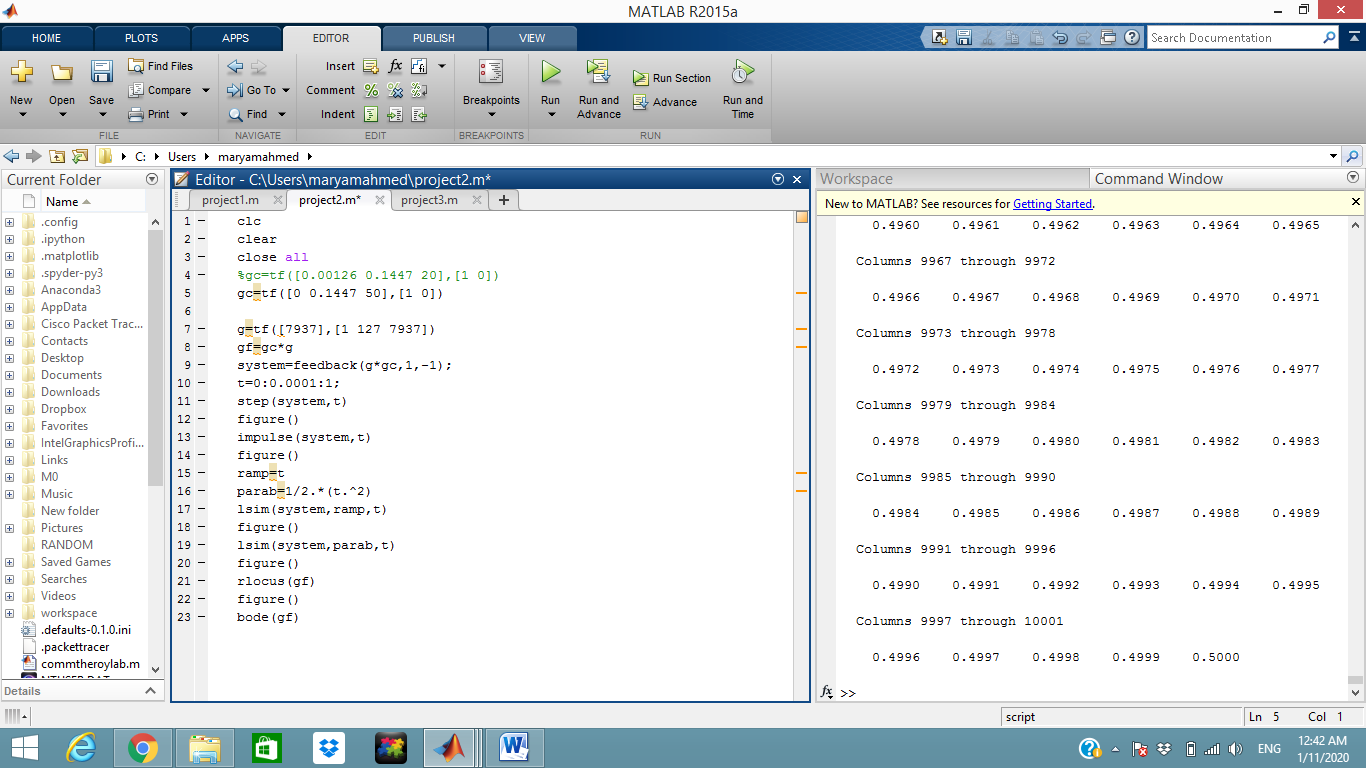 MATLAB R2015a
HOME PLOTS APPS EDITOR PUBLISH VIEW
Search Documentation
New Open Save Find Files Compare Print
Go To Find
Insert fx
Comment
Indent
Breakpoints
Run Run and Advance Run Section Advance Run and Time
FILE NAVIGATE EDIT BREAKPOINTS RUN
C: Users maryamahmed
Current Folder
Name
.config
.ipython
.matplotlib
.spyder-py3
Anaconda3
AppData
Cisco Packet Trac...
Contacts
Desktop
Documents
Downloads
Dropbox
Favorites
IntelGraphicsProfi...
Links
M0
Music
New folder
Pictures
RANDOM
Saved Games
Searches
Videos
workspace
.defaults-0.1.0.ini
.packettracer
commtheroylab.m
Details
Editor - C:\Users\maryamahmed\project2.m*
project1.m project2.m* project3.m
1 clc
2 clear
3 close all
4 %gc=tf([0.00126 0.1447 20],[1 0])
5 gc=tf([0 0.1447 50],[1 0])
6
7 g=tf([7937],[1 127 7937])
8 gf=gc*g
9 system=feedback(g*gc,1,-1);
10 t=0:0.0001:1;
11 step(system,t)
12 figure()
13 impulse(system,t)
14 figure()
15 ramp=t
16 parab=1/2.*(t.^2)
17 lsim(system,ramp,t)
18 figure()
19 lsim(system,parab,t)
20 figure()
21 rlocus(gf)
22 figure()
23 bode(gf)
Workspace Command Window
New to MATLAB? See resources for Getting Started.
0.4960 0.4961 0.4962 0.4963 0.4964 0.4965
Columns 9967 through 9972
0.4966 0.4967 0.4968 0.4969 0.4970 0.4971
Columns 9973 through 9978
0.4972 0.4973 0.4974 0.4975 0.4976 0.4977
Columns 9979 through 9984
0.4978 0.4979 0.4980 0.4981 0.4982 0.4983
Columns 9985 through 9990
0.4984 0.4985 0.4986 0.4987 0.4988 0.4989
Columns 9991 through 9996
0.4990 0.4991 0.4992 0.4993 0.4994 0.4995
Columns 9997 through 10001
0.4996 0.4997 0.4998 0.4999 0.5000
fx >>
script Ln 5 Col 1
ENG
12:42 AM
1/11/2020